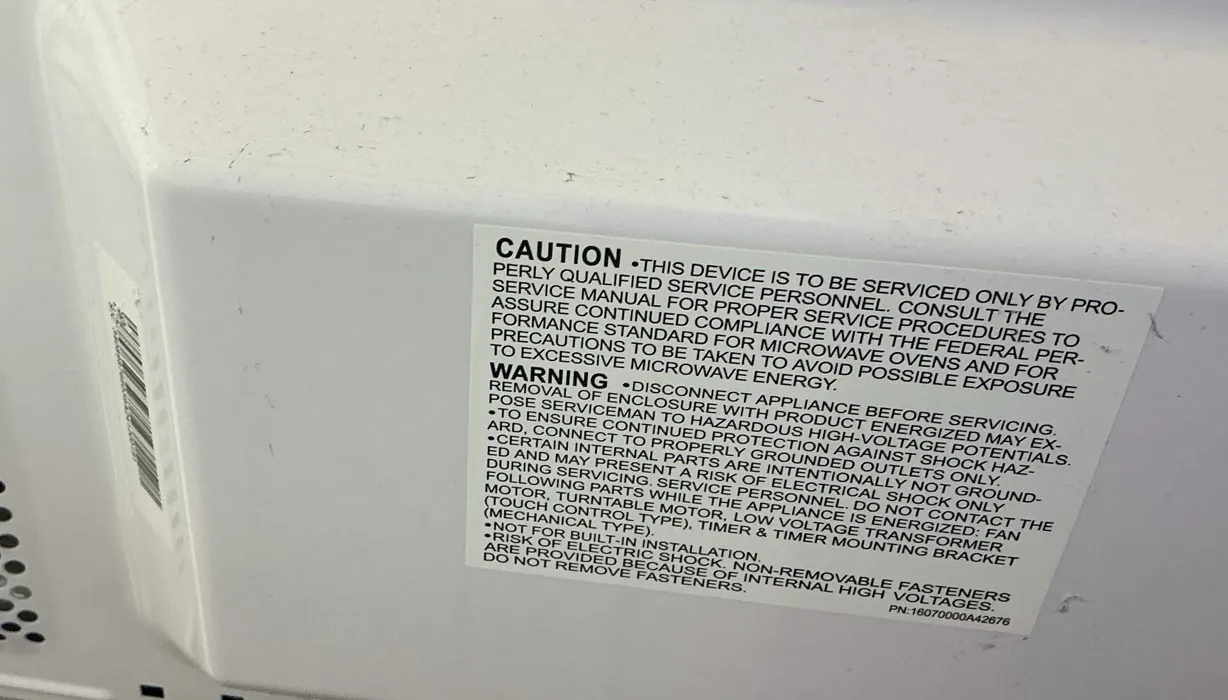 CAUTION •THIS DEVICE IS TO BE SERVICED ONLY BY PRO-
PERLY QUALIFIED SERVICE PERSONNEL. CONSULT THE
SERVICE MANUAL FOR PROPER SERVICE PROCEDURES TO
ASSURE CONTINUED COMPLIANCE WITH THE FEDERAL PER-
FORMANCE STANDARD FOR MICROWAVE OVENS AND FOR
PRECAUTIONS TO BE TAKEN TO AVOID POSSIBLE EXPOSURE
TO EXCESSIVE MICROWAVE ENERGY.
WARNING •DISCONNECT APPLIANCE BEFORE SERVICING.
REMOVAL OF ENCLOSURE WITH PRODUCT ENERGIZED MAY EX-
POSE SERVICEMAN TO HAZARDOUS HIGH-VOLTAGE POTENTIALS.
•TO ENSURE CONTINUED PROTECTION AGAINST SHOCK HAZ-
ARD, CONNECT TO PROPERLY GROUNDED OUTLETS ONLY.
•CERTAIN INTERNAL PARTS ARE INTENTIONALLY NOT GROUND-
ED AND MAY PRESENT A RISK OF ELECTRICAL SHOCK ONLY
DURING SERVICING. SERVICE PERSONNEL. DO NOT CONTACT THE
FOLLOWING PARTS WHILE THE APPLIANCE IS ENERGIZED: FAN
MOTOR, TURNTABLE MOTOR, LOW VOLTAGE TRANSFORMER
(TOUCH CONTROL TYPE), TIMER & TIMER MOUNTING BRACKET
(MECHANICAL TYPE).
•NOT FOR BUILT-IN INSTALLATION.
•RISK OF ELECTRIC SHOCK. NON-REMOVABLE FASTENERS
ARE PROVIDED BECAUSE OF INTERNAL HIGH VOLTAGES.
DO NOT REMOVE FASTENERS.
PN:16070000A42676